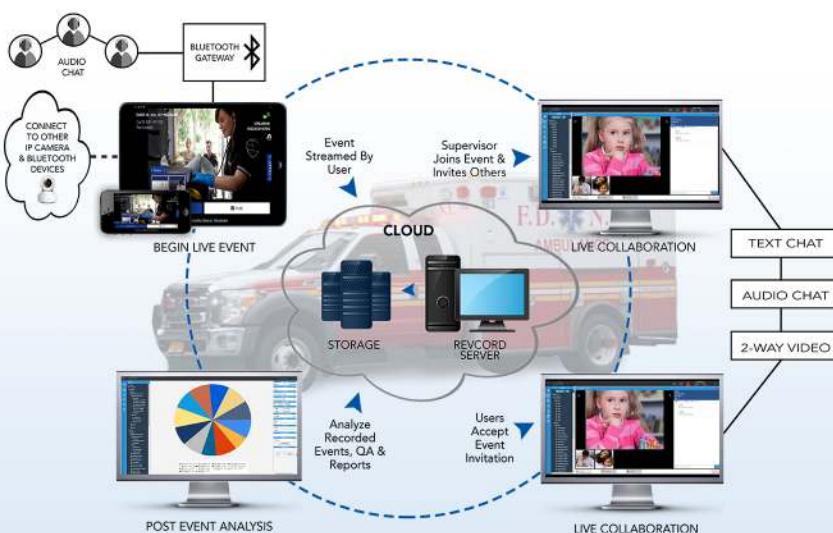 AUDIO
CHAT
BLUETOOTH
GATEWAY
CONNECT
TO OTHER
IP CAMERA
& BLUETOOTH
DEVICES
BEGIN LIVE EVENT
Event
Streamed By
User
Supervisor
Joins Event &
Invites Others
LIVE COLLABORATION
F.D.N.
AMBULANCE
CLOUD
STORAGE
REVCORD
SERVER
TEXT CHAT
AUDIO CHAT
2-WAY VIDEO
Analyze
Recorded
Events, QA &
Reports
Users
Accept
Event
Invitation
POST EVENT ANALYSIS
LIVE COLLABORATION